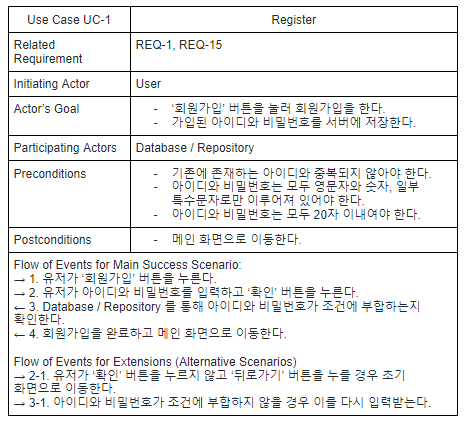 Use Case UC-1 Register
Related Requirement REQ-1, REQ-15
Initiating Actor User
Actor's Goal - '회원가입' 버튼을 눌러 회원가입을 한다.
- 가입된 아이디와 비밀번호를 서버에 저장한다.
Participating Actors Database / Repository
Preconditions - 기존에 존재하는 아이디와 중복되지 않아야 한다.
- 아이디와 비밀번호는 모두 영문자와 숫자, 일부
특수문자로만 이루어져 있어야 한다.
- 아이디와 비밀번호는 모두 20자 이내여야 한다.
Postconditions - 메인 화면으로 이동한다.
Flow of Events for Main Success Scenario:
→ 1. 유저가 '회원가입' 버튼을 누른다.
→ 2. 유저가 아이디와 비밀번호를 입력하고 '확인' 버튼을 누른다.
← 3. Database / Repository 를 통해 아이디와 비밀번호가 조건에 부합하는지
확인한다.
← 4. 회원가입을 완료하고 메인 화면으로 이동한다.
Flow of Events for Extensions (Alternative Scenarios)
→ 2-1. 유저가 '확인' 버튼을 누르지 않고 '뒤로가기' 버튼을 누를 경우 초기
화면으로 이동한다.
→ 3-1. 아이디와 비밀번호가 조건에 부합하지 않을 경우 이를 다시 입력받는다.